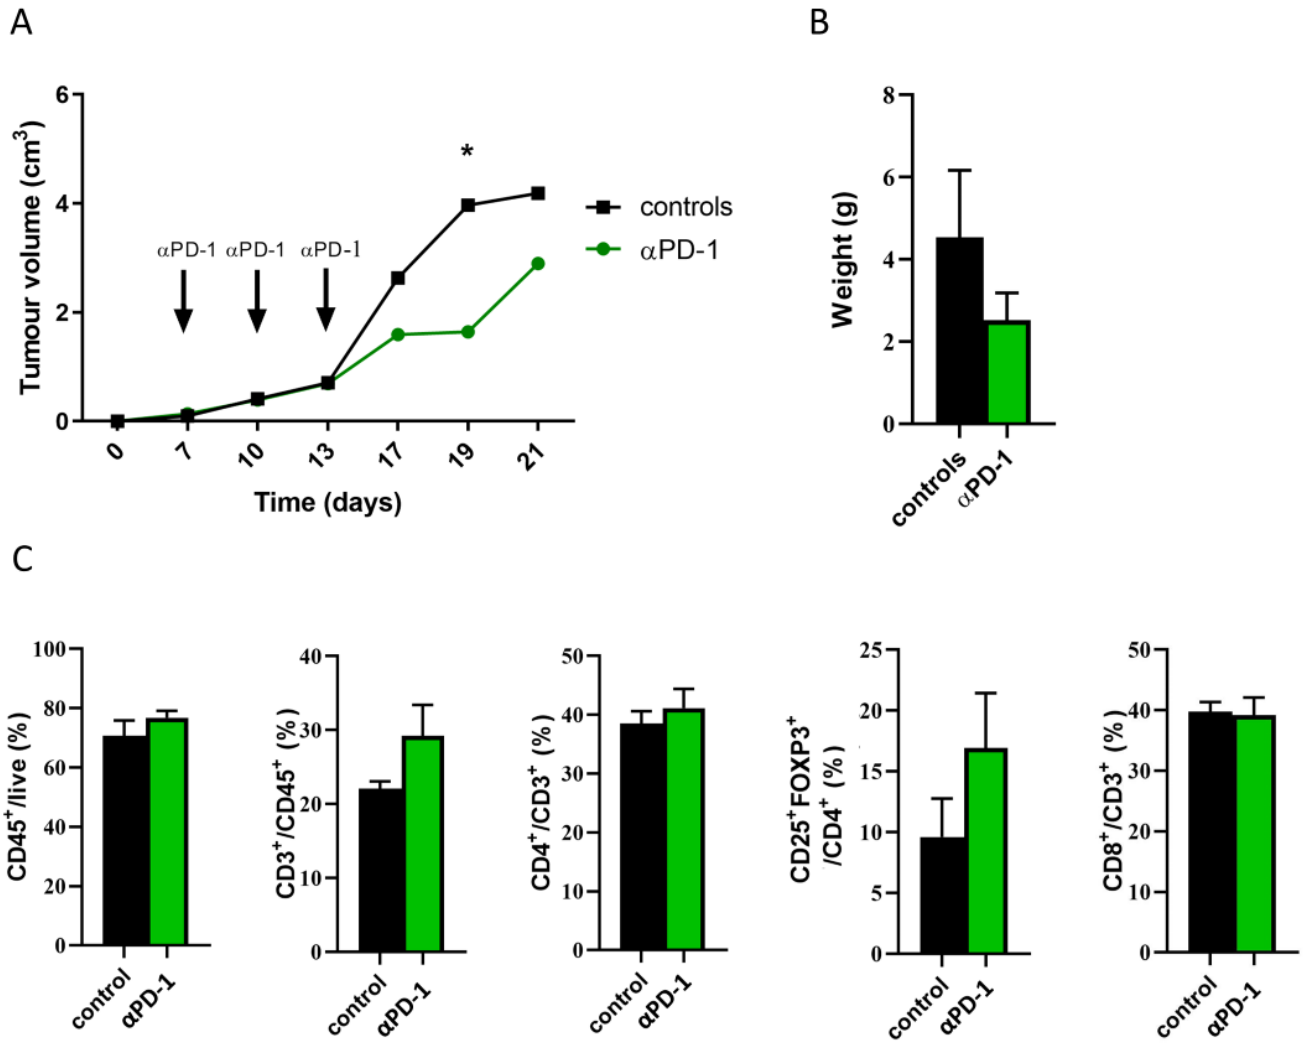 A
B
Tumour volume (cm³)
6
4
2
0
αPD-1 αPD-1 αPD-1
*
controls
αPD-1
0 7 10 13 17 19 21
Time (days)
Weight (g)
8
6
4
2
0
controls αPD-1
C
CD45⁺/live (%)
100
80
60
40
20
0
control αPD-1
CD3⁺/CD45⁺ (%)
40
30
20
10
0
control αPD-1
CD4⁺/CD3⁺ (%)
50
40
30
20
10
0
control αPD-1
CD25⁺FOXP3⁺
/CD4⁺ (%)
25
20
15
10
5
0
control αPD-1
CD8⁺/CD3⁺ (%)
50
40
30
20
10
0
control αPD-1